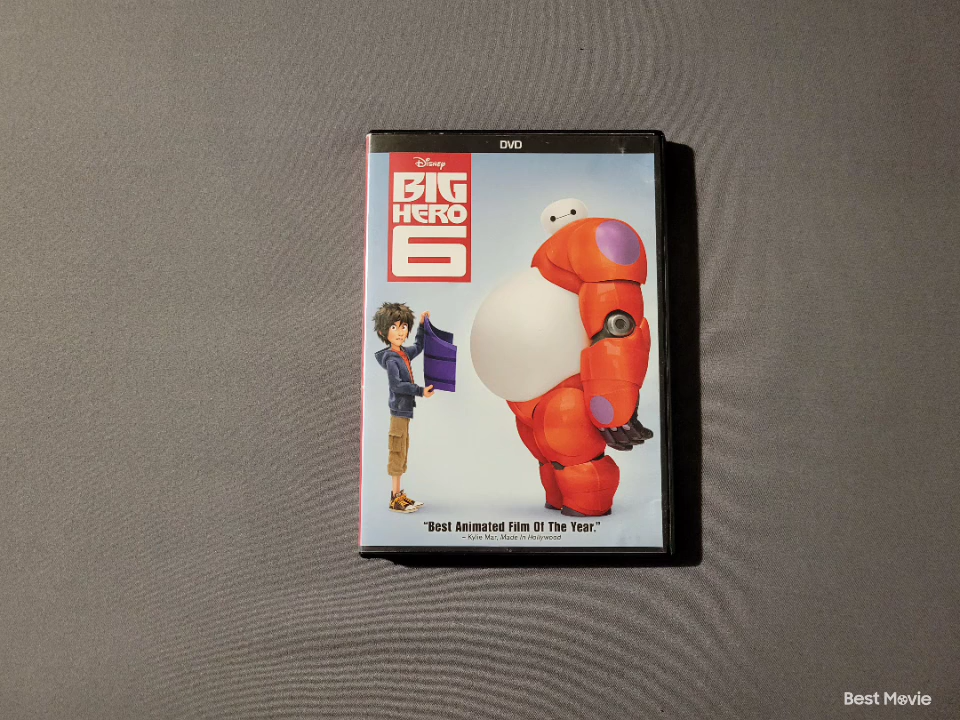 DVD
Disney
BIG
HERO
6
“Best Animated Film Of The Year.”
– Kylie Mar, Made In Hollywood
Best Movie